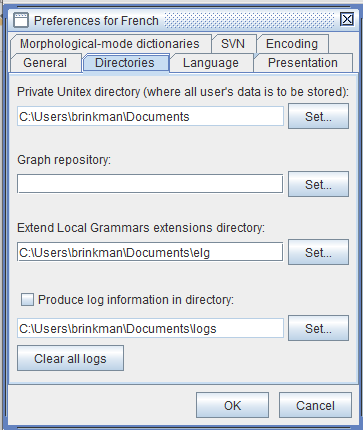 Preferences for French
Morphological-mode dictionaries SVN Encoding
General Directories Language Presentation
Private Unitex directory (where all user's data is to be stored):
C:\Users\brinkman\Documents Set...
Graph repository:
Set...
Extend Local Grammars extensions directory:
C:\Users\brinkman\Documents\elg Set...
Produce log information in directory:
C:\Users\brinkman\Documents\logs Set...
Clear all logs
OK Cancel